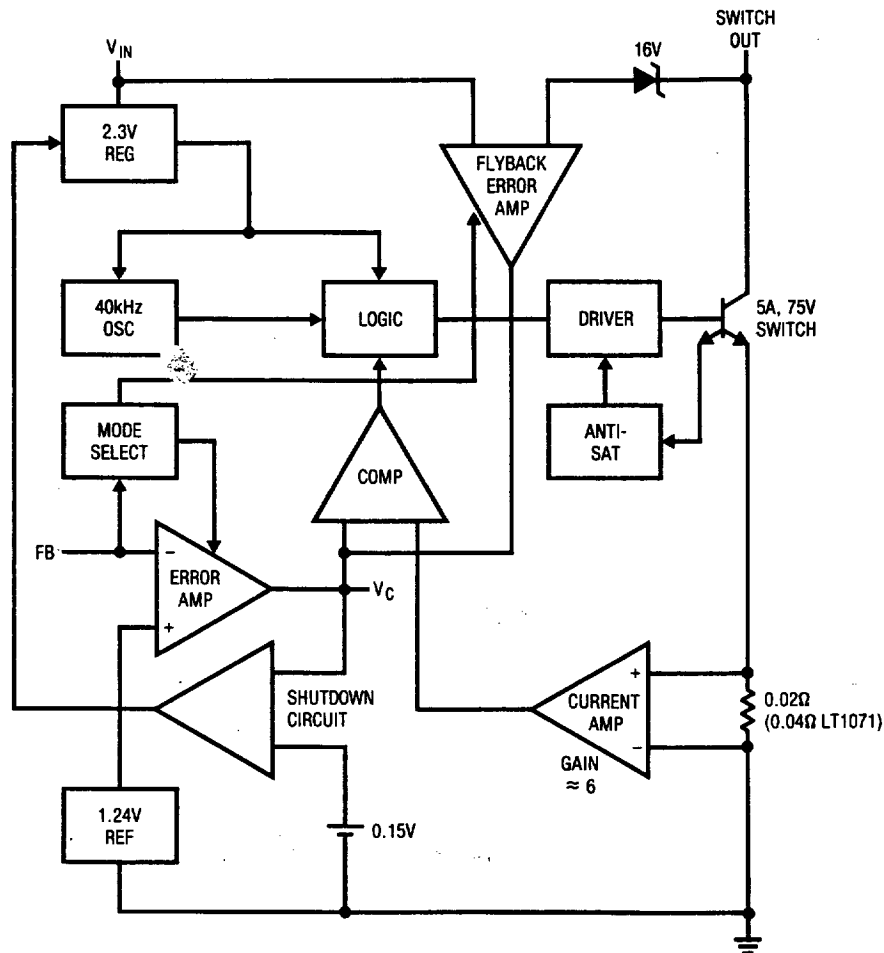 SWITCH
OUT
V_IN
16V
2.3V
REG
FLYBACK
ERROR
AMP
40kHz
OSC
LOGIC
DRIVER
5A, 75V
SWITCH
MODE
SELECT
ANTI-
SAT
COMP
FB
−
ERROR
AMP
+
V_C
SHUTDOWN
CIRCUIT
+
CURRENT
AMP
−
GAIN
≈ 6
0.02Ω
(0.04Ω LT1071)
1.24V
REF
0.15V